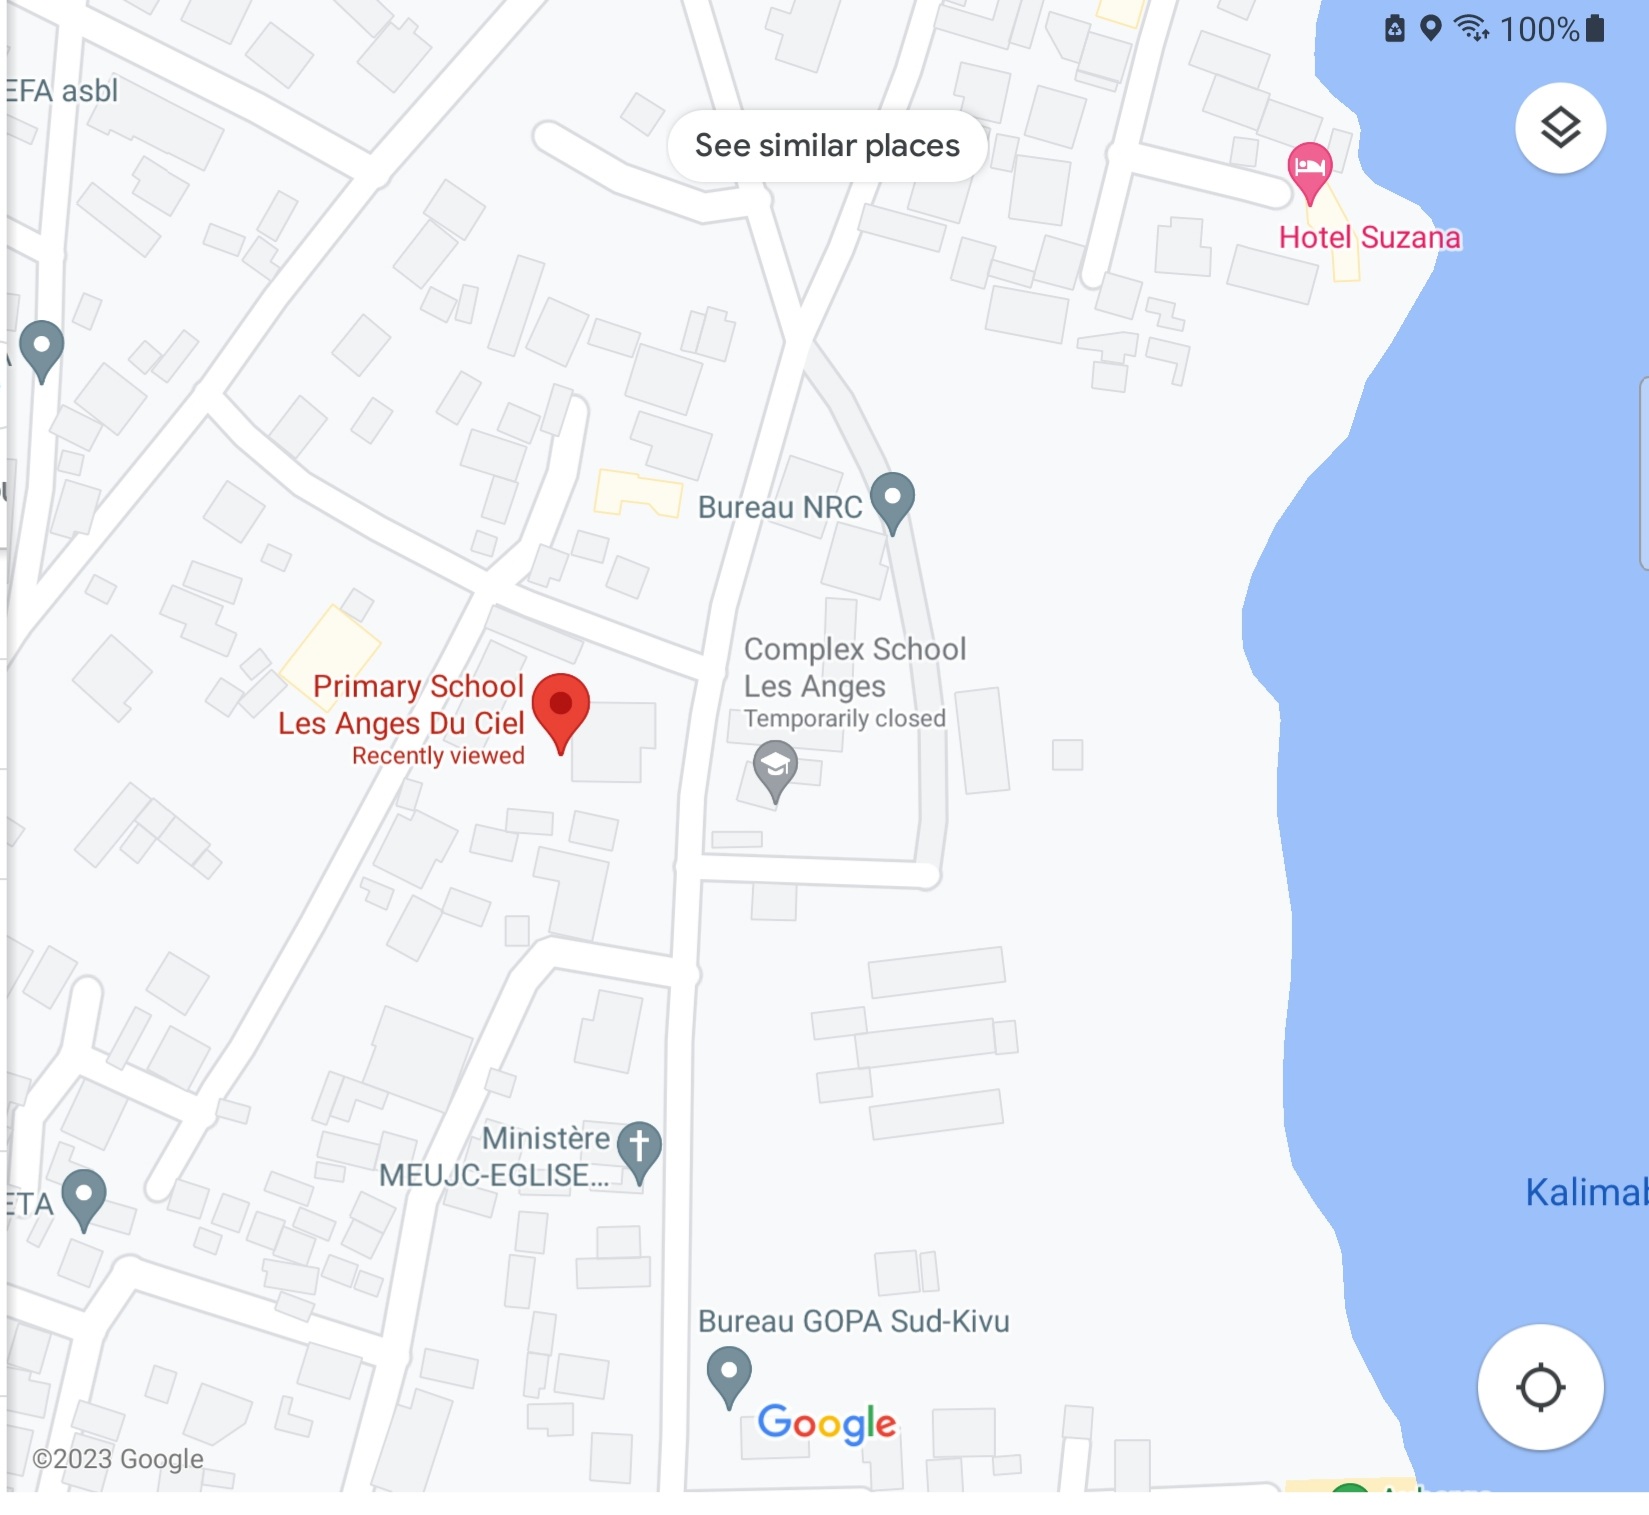 100%
EFA asbl
See similar places
Hotel Suzana
Bureau NRC
Complex School
Les Anges
Temporarily closed
Primary School
Les Anges Du Ciel
Recently viewed
Ministère
MEUJC-EGLISE...
ETA
Kalimab
Bureau GOPA Sud-Kivu
Google
©2023 Google